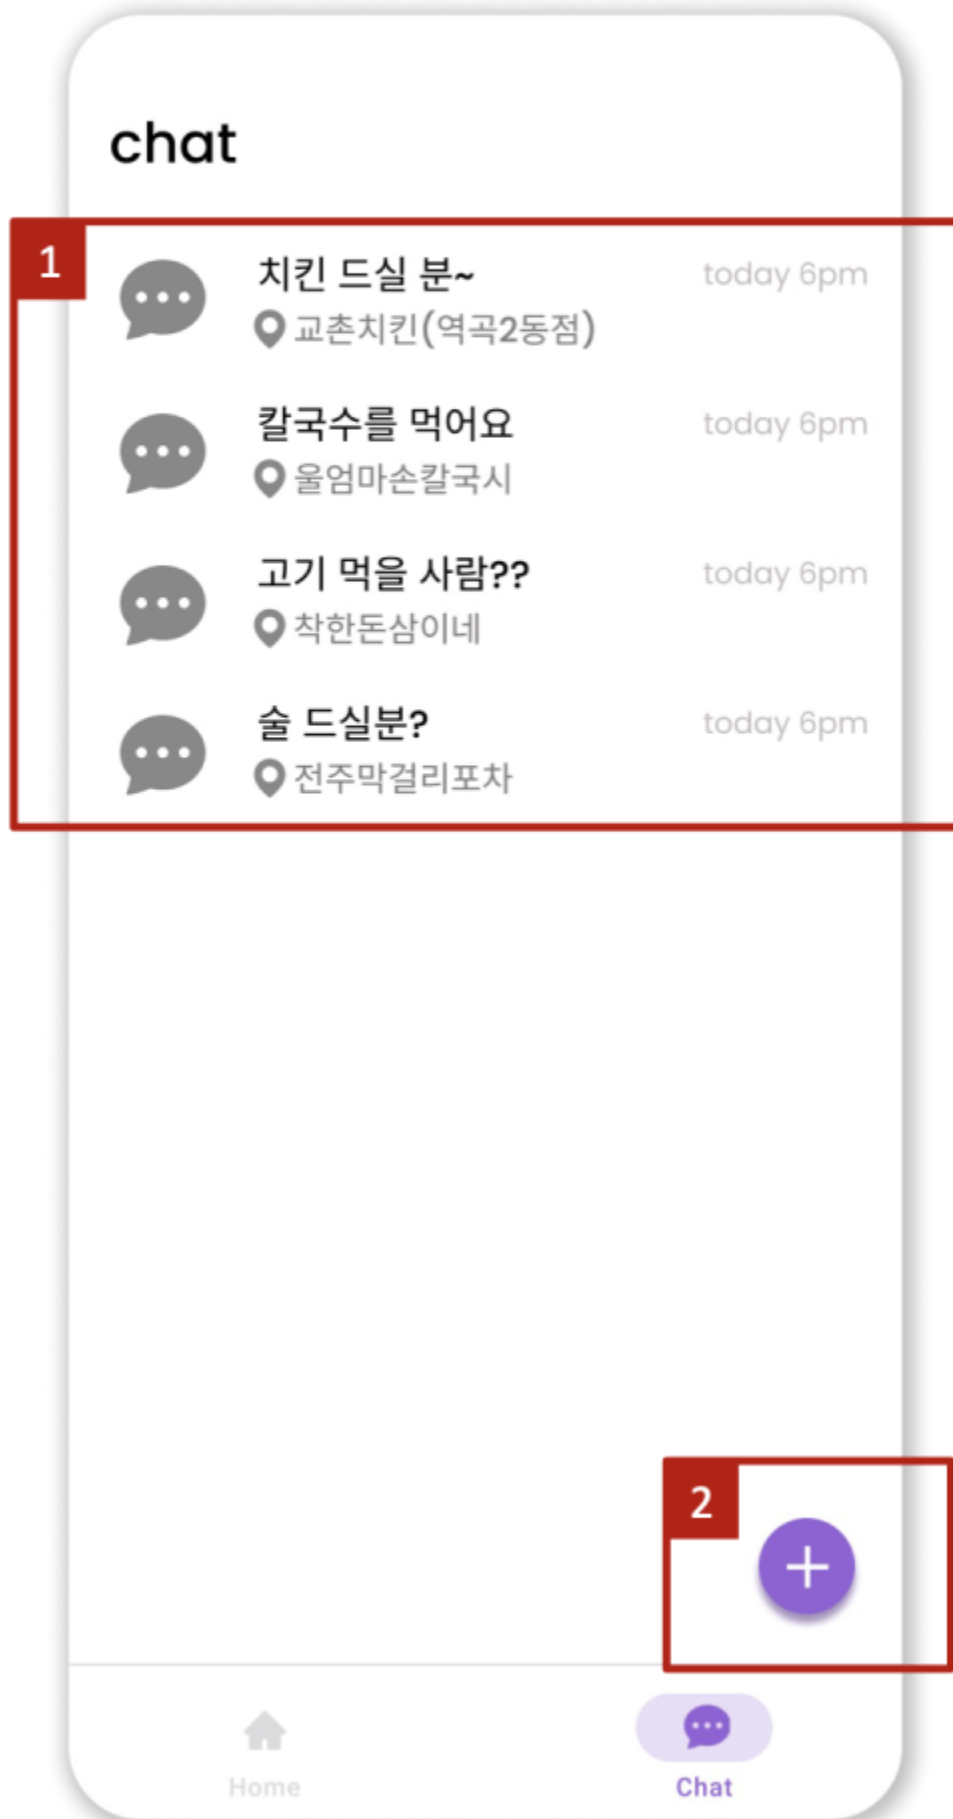 chat
1
치킨 드실 분~
today 6pm
교촌치킨(역곡2동점)
칼국수를 먹어요
today 6pm
울엄마손칼국시
고기 먹을 사람??
today 6pm
착한돈삼이네
술 드실분?
today 6pm
전주막걸리포차
2
Home
Chat